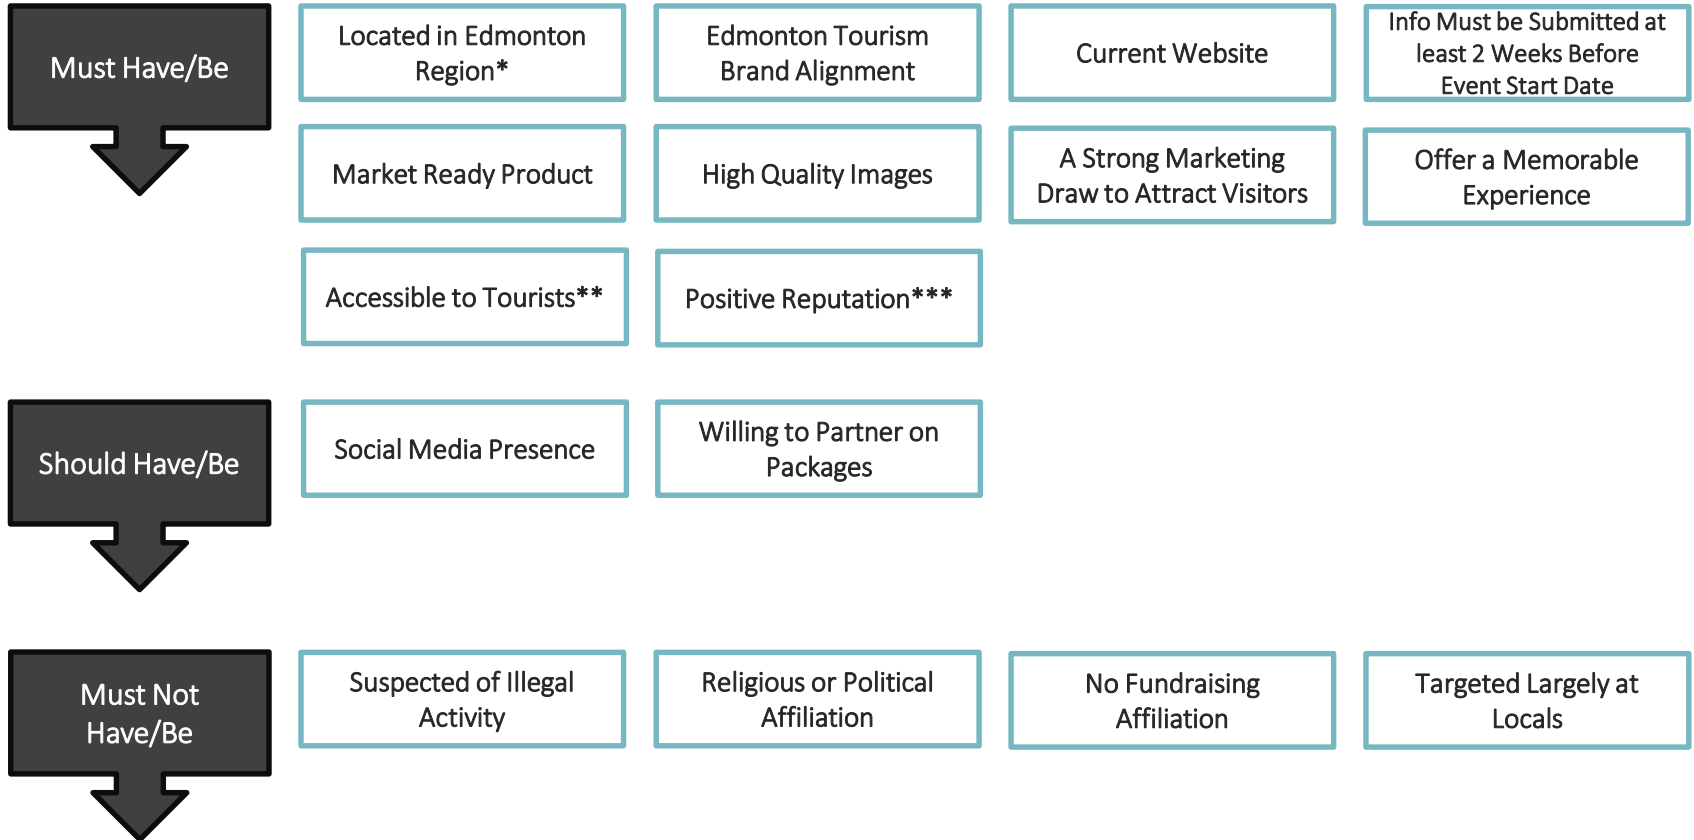 Must Have/Be
Located in Edmonton
Region*
Edmonton Tourism
Brand Alignment
Current Website
Info Must be Submitted at
least 2 Weeks Before
Event Start Date
Market Ready Product
High Quality Images
A Strong Marketing
Draw to Attract Visitors
Offer a Memorable
Experience
Accessible to Tourists**
Positive Reputation***
Should Have/Be
Social Media Presence
Willing to Partner on
Packages
Must Not
Have/Be
Suspected of Illegal
Activity
Religious or Political
Affiliation
No Fundraising
Affiliation
Targeted Largely at
Locals